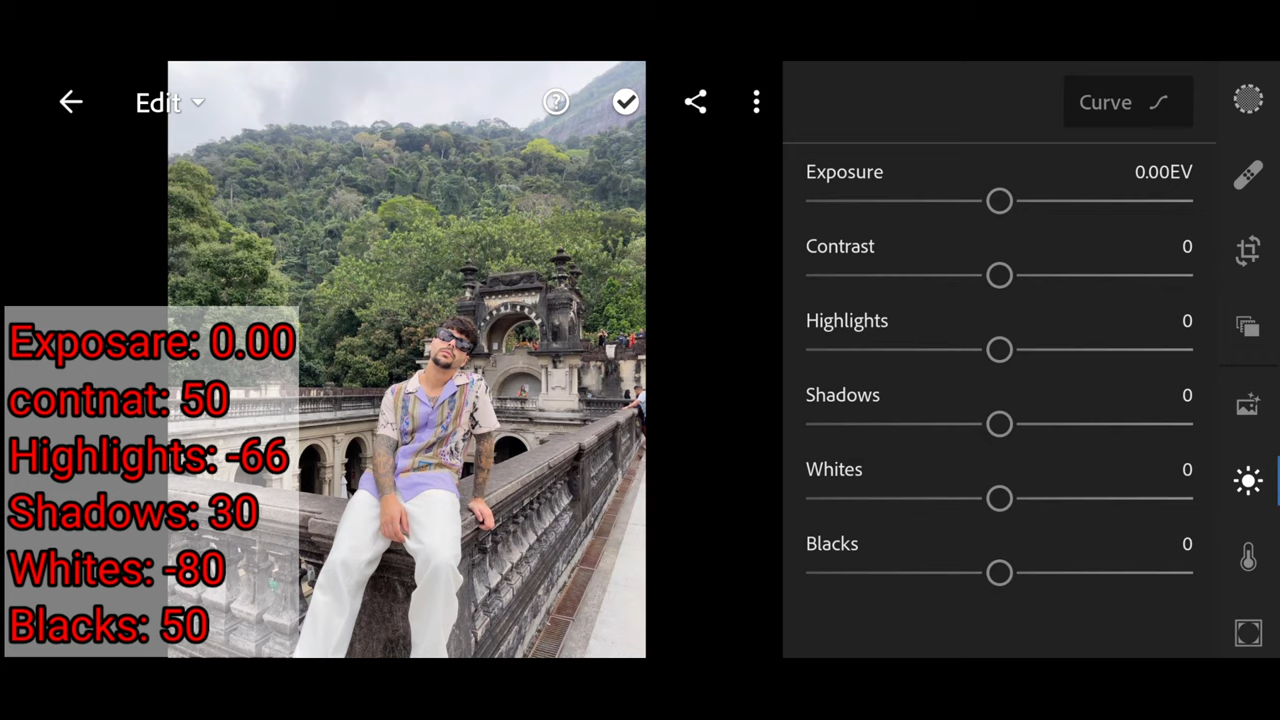 Edit
Curve
Exposure 0.00EV
Contrast 0
Highlights 0
Shadows 0
Whites 0
Blacks 0
Exposare: 0.00
contnat: 50
Highlights: -66
Shadows: 30
Whites: -80
Blacks: 50